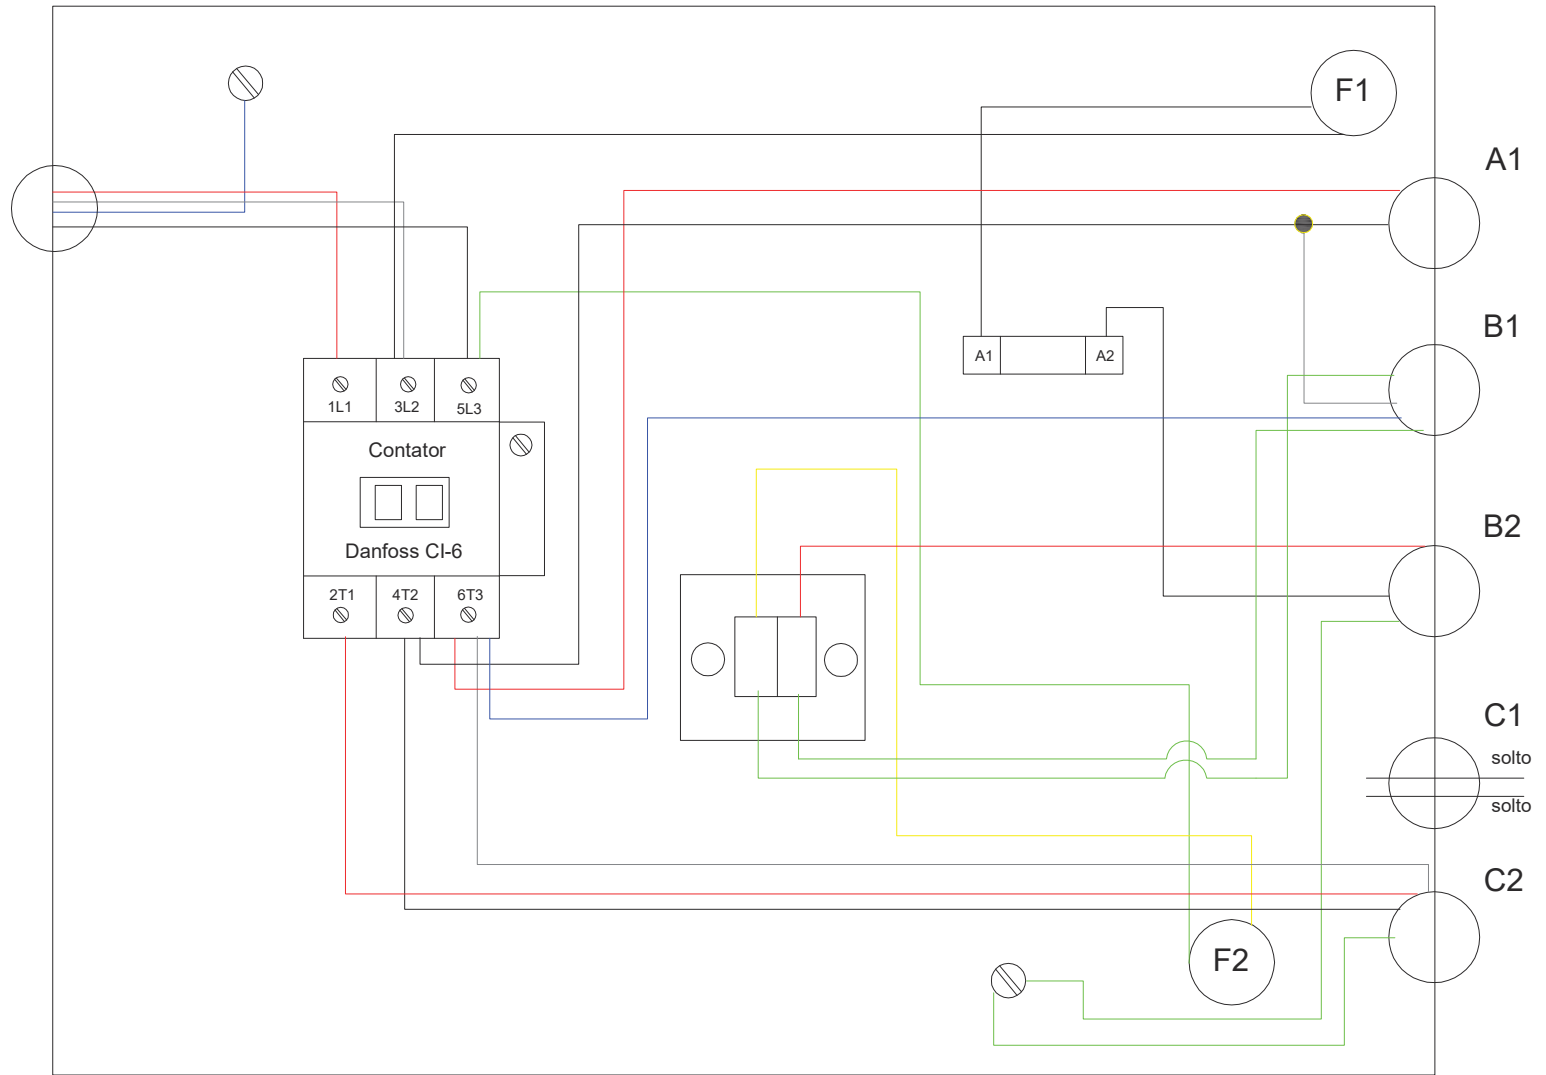 F1
A1
B1
A1
A2
1L1
3L2
5L3
Contator
Danfoss CI-6
B2
2T1
4T2
6T3
C1
solto
solto
C2
F2